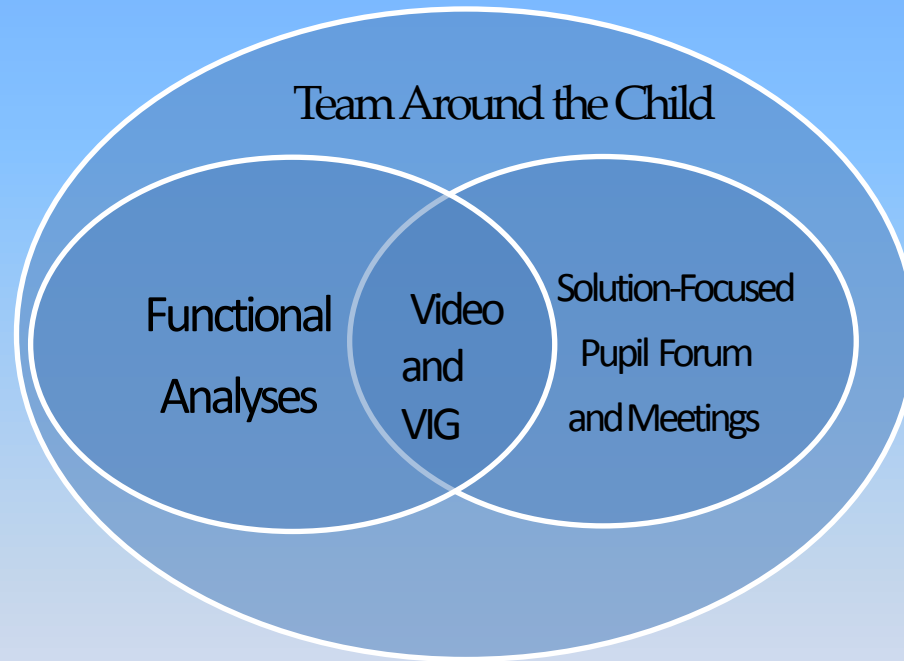 Team Around the Child
Functional
Analyses
Video
and
VIG
Solution-Focused
Pupil Forum
and Meetings